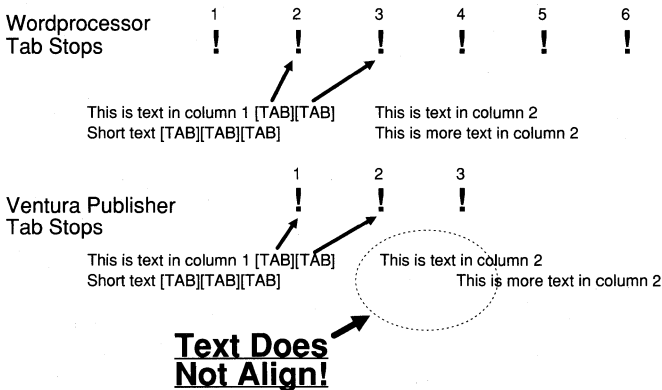 1 2 3 4 5 6
Wordprocessor
Tab Stops
! ! ! ! ! !
This is text in column 1 [TAB][TAB] This is text in column 2
Short text [TAB][TAB][TAB] This is more text in column 2
1 2 3
! ! !
Ventura Publisher
Tab Stops
This is text in column 1 [TAB][TAB] This is text in column 2
Short text [TAB][TAB][TAB] This is more text in column 2
Text Does
Not Align!